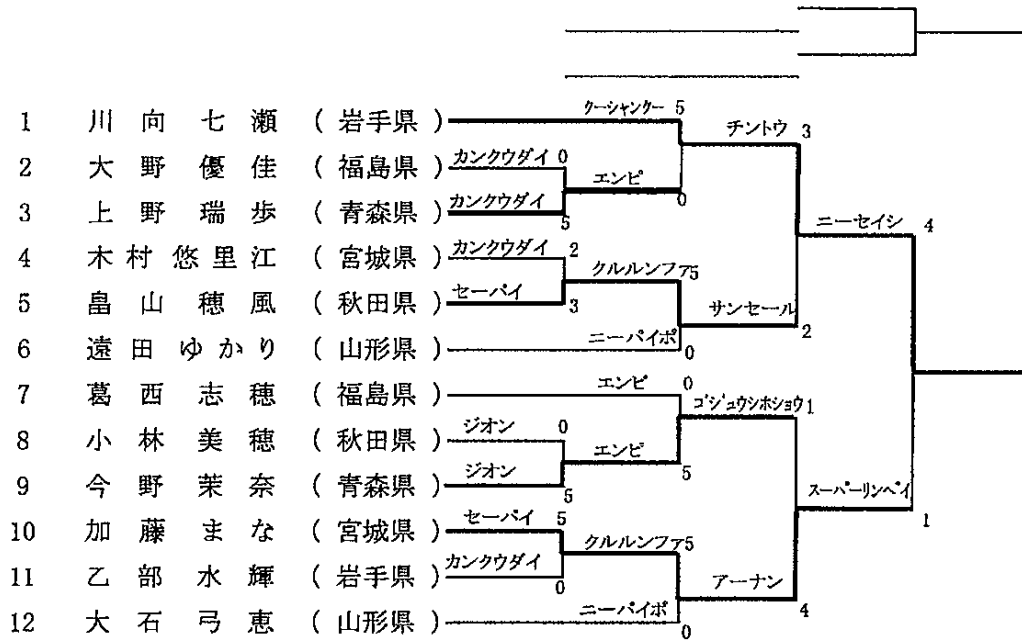 クーシャンクー 5
1 川向七瀬 (岩手県)
チントウ 3
2 大野優佳 (福島県) カンクウダイ 0
エンピ 0
3 上野瑞歩 (青森県) カンクウダイ 5
ニーセイシ 4
4 木村悠里江 (宮城県) カンクウダイ 2
クルルンファ 5
5 畠山穂風 (秋田県) セーパイ 3
サンセール 2
6 遠田ゆかり (山形県) ニーパイポ 0
7 葛西志穂 (福島県) エンピ 0
ゴジュウシホショウ 1
8 小林美穂 (秋田県) ジオン 0
エンピ 5
9 今野茉奈 (青森県) ジオン 5
スーパーリンペイ 1
10 加藤まな (宮城県) セーパイ 5
クルルンファ 5
11 乙部水輝 (岩手県) カンクウダイ 0
アーナン 4
12 大石弓恵 (山形県) ニーパイポ 0